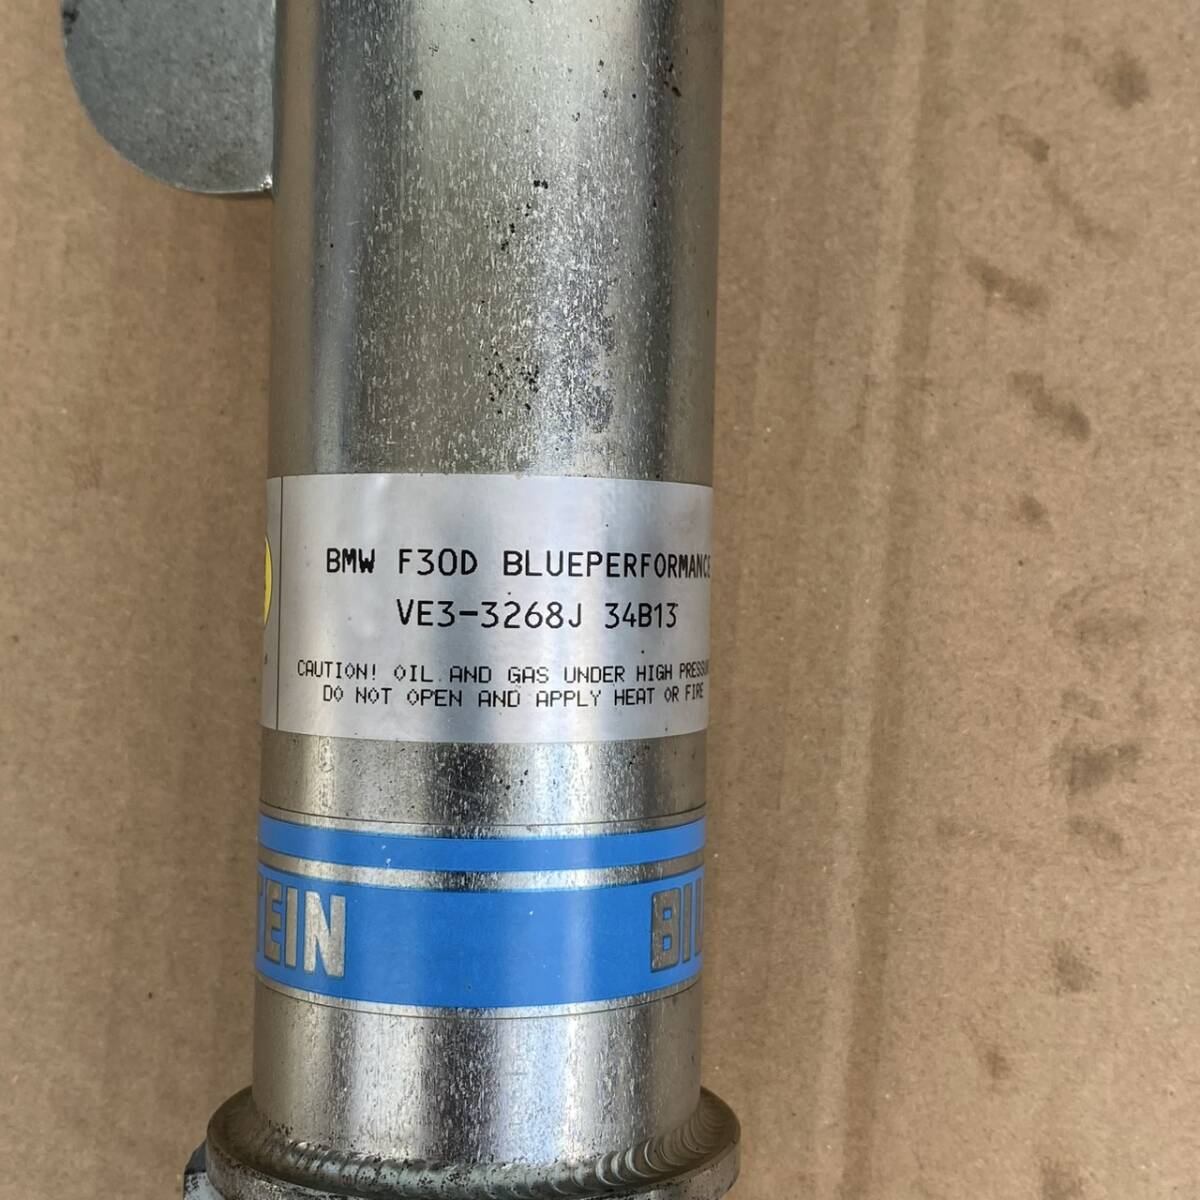 BMW F30D BLUEPERFORMANCE
VE3-3268J 34B13
CAUTION! OIL AND GAS UNDER HIGH PRESSU
DO NOT OPEN AND APPLY HEAT OR FIRE
TEIN BIL